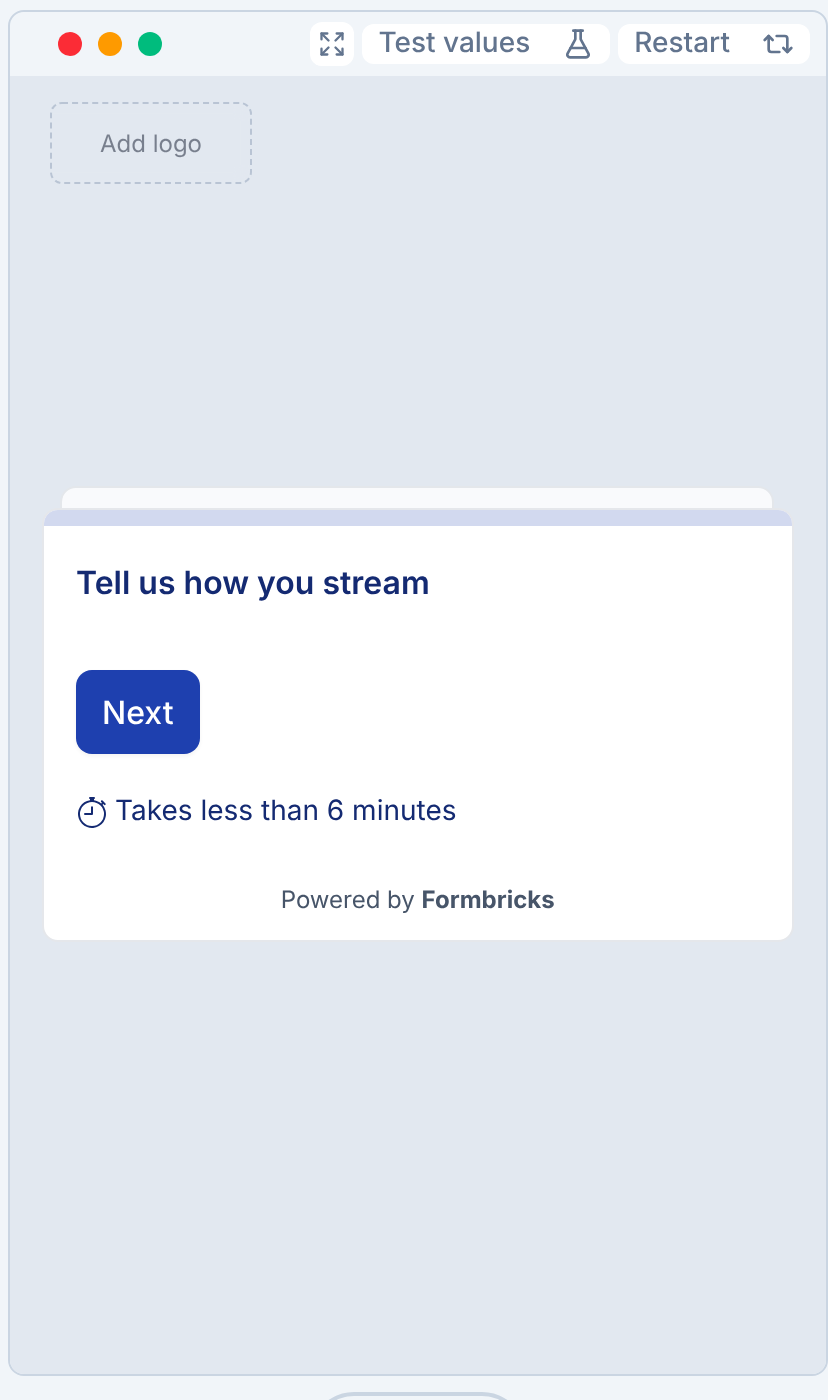 Test values
Restart
Add logo
Tell us how you stream
Next
Takes less than 6 minutes
Powered by Formbricks